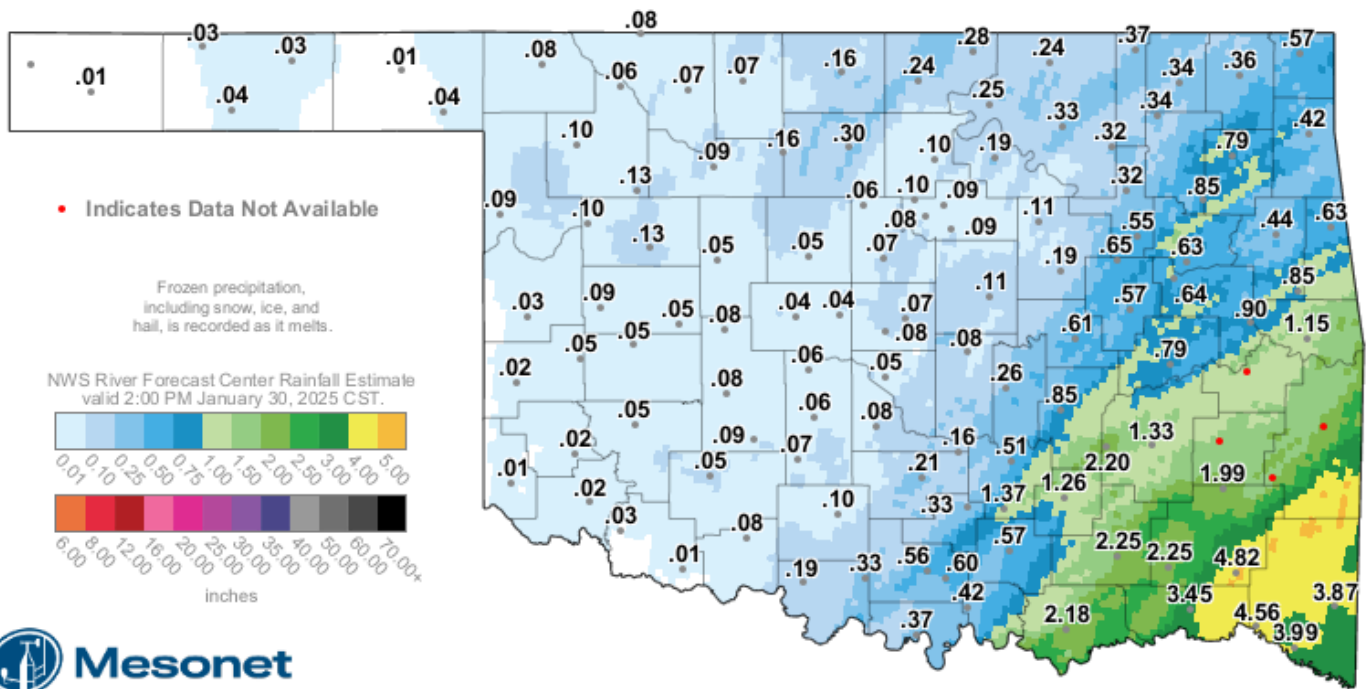 .08
.03 .03 .01 .08 .28 .24 .37 .57
.01 .04 .04 .06 .07 .07 .16 .24 .25 .33 .34 .34 .36
.10 .09 .16 .30 .10 .19 .32 .79 .42
.13 .06 .10 .09 .32 .85
.09 .10 .13 .05 .05 .08 .07 .09 .11 .55 .44 .63
.65 .63 .19
.03 .09 .05 .08 .04 .04 .07 .11 .57 .64 .85
.05 .05 .08 .08 .61 .90 1.15
.02 .08 .06 .05 .26 .79
.05 .06 .08 .85
.02 .09 .07 .16 .51 1.33
.01 .05 .21 2.20 1.99
.02 .10 .33 1.37 1.26
.03 .08 .57 2.25 2.25
.01 .19 .33 .56 .60 4.82
.42 3.45 3.87
.37 2.18 4.56 3.99
Indicates Data Not Available
Frozen precipitation,
including snow, ice, and
hail, is recorded as it melts.
NWS River Forecast Center Rainfall Estimate
valid 2:00 PM January 30, 2025 CST.
0.01 0.10 0.25 0.50 0.75 1.00 1.50 2.00 2.50 3.00 4.00 5.00
6.00 8.00 12.00 16.00 20.00 25.00 30.00 35.00 40.00 50.00 60.00 70.00+
inches
Mesonet